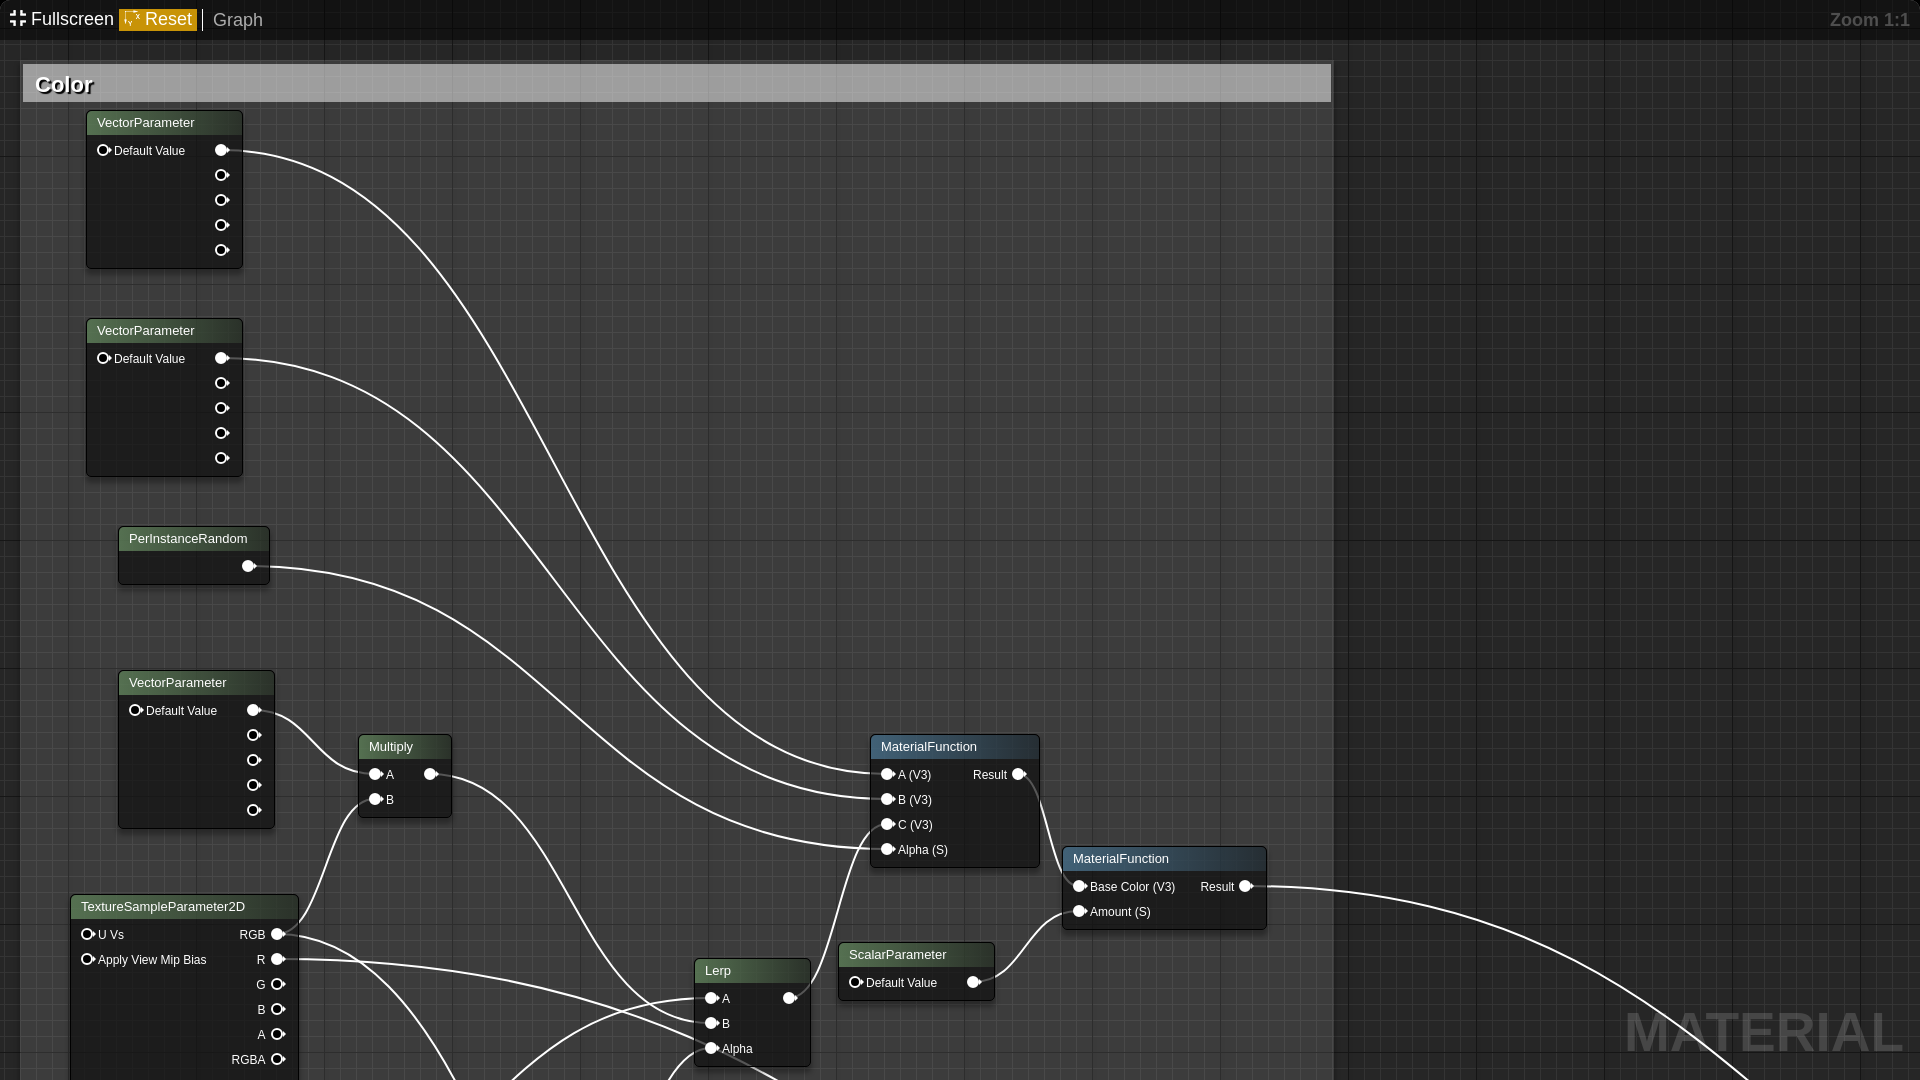 Fullscreen Reset Graph
Zoom 1:1
Color
VectorParameter
Default Value
VectorParameter
Default Value
PerInstanceRandom
VectorParameter
Default Value
Multiply
A
B
MaterialFunction
A (V3) Result
B (V3)
C (V3)
Alpha (S)
MaterialFunction
Base Color (V3) Result
Amount (S)
TextureSampleParameter2D
U Vs RGB
Apply View Mip Bias R
G
B
A
RGBA
ScalarParameter
Default Value
Lerp
A
B
Alpha
MATERIAL